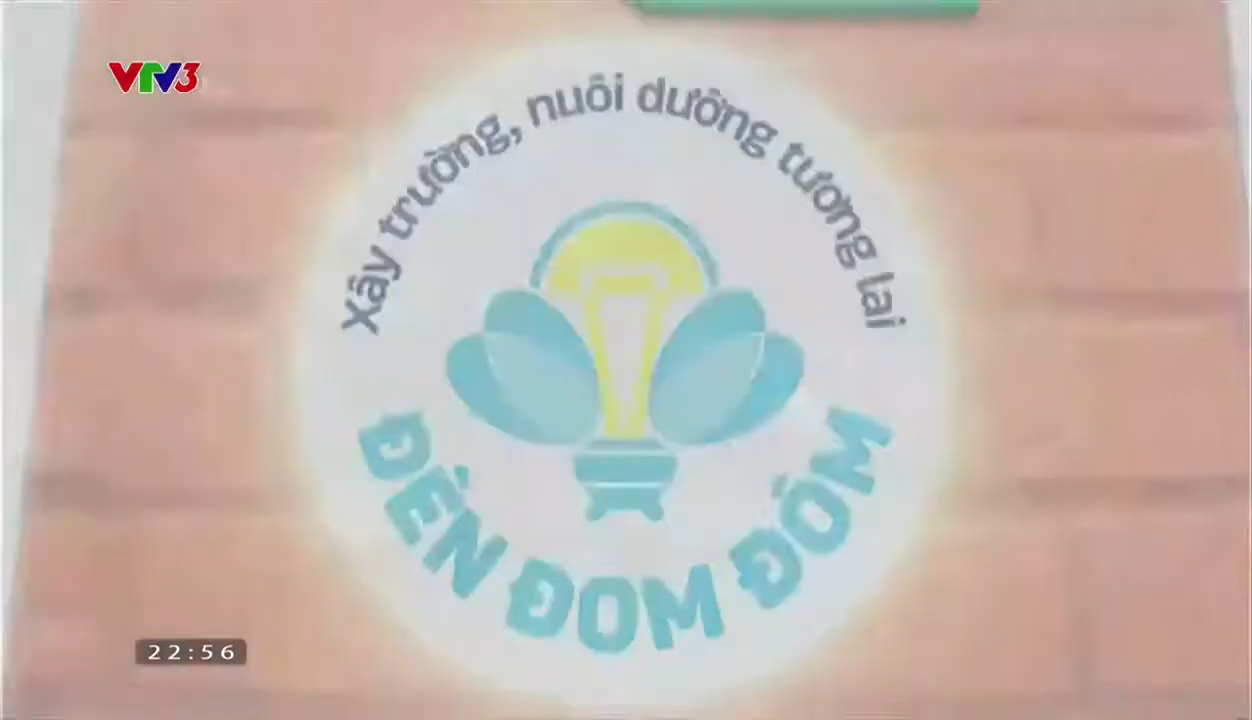 VTV3
Xây trường, nuôi dưỡng tương lai
ĐÈN ĐOM ĐÓM
22:56